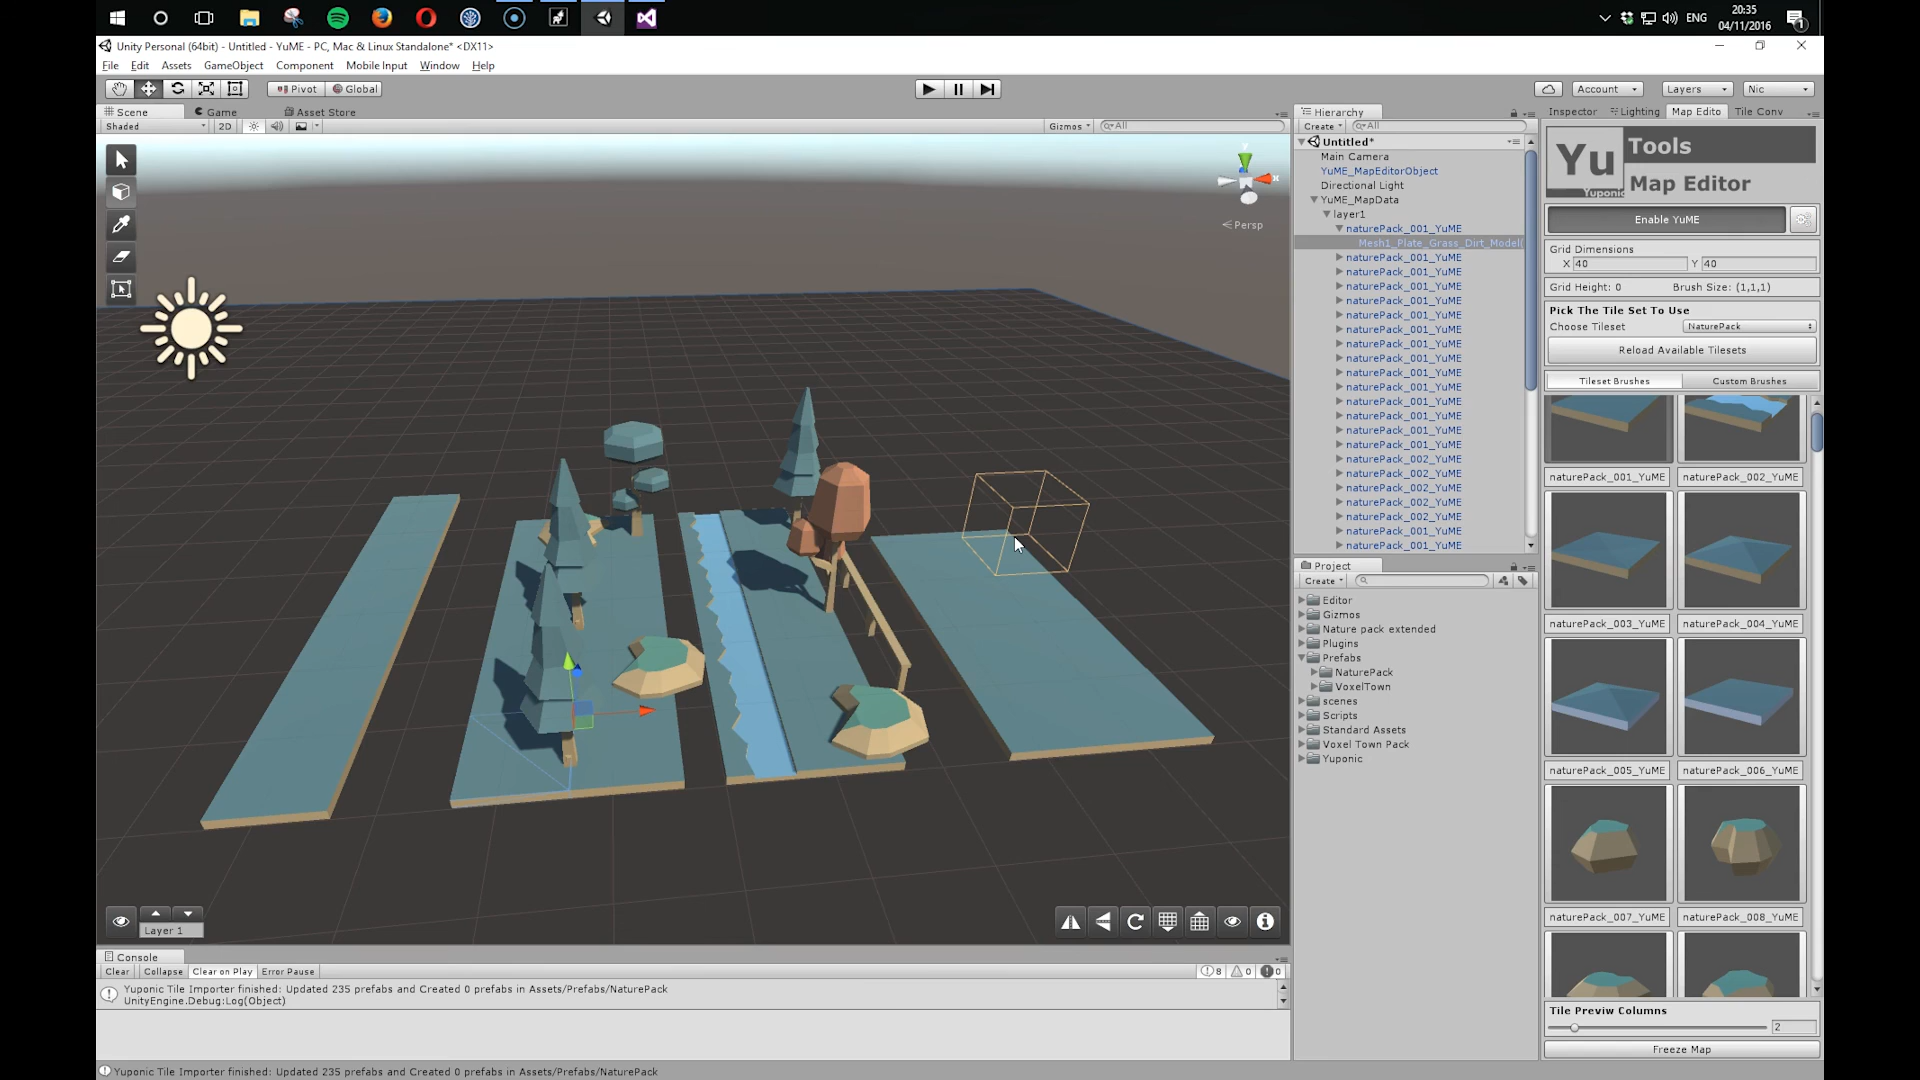 ENG
20:35
04/11/2016
Unity Personal (64bit) - Untitled - YuME - PC, Mac & Linux Standalone* <DX11>
File Edit Assets GameObject Component Mobile Input Window Help
Pivot Global
Account Layers Nic
Scene Game Asset Store
Shaded 2D Gizmos All
Persp
Layer 1
Hierarchy
Create All
Untitled*
Main Camera
YuME_MapEditorObject
Directional Light
YuME_MapData
layer1
naturePack_001_YuME
Mesh1_Plate_Grass_Dirt_Model(
naturePack_001_YuME
naturePack_001_YuME
naturePack_001_YuME
naturePack_001_YuME
naturePack_001_YuME
naturePack_001_YuME
naturePack_001_YuME
naturePack_001_YuME
naturePack_001_YuME
naturePack_001_YuME
naturePack_001_YuME
naturePack_001_YuME
naturePack_001_YuME
naturePack_001_YuME
naturePack_002_YuME
naturePack_002_YuME
naturePack_002_YuME
naturePack_002_YuME
naturePack_002_YuME
naturePack_001_YuME
naturePack_001_YuME
Project
Create
Editor
Gizmos
Nature pack extended
Plugins
Prefabs
NaturePack
VoxelTown
scenes
Scripts
Standard Assets
Voxel Town Pack
Yuponic
Inspector Lighting Map Edito Tile Conv
Yu Tools
Yuponic Map Editor
Enable YuME
Grid Dimensions
X 40 Y 40
Grid Height: 0 Brush Size: (1,1,1)
Pick The Tile Set To Use
Choose Tileset NaturePack
Reload Available Tilesets
Tileset Brushes Custom Brushes
naturePack_001_YuME naturePack_002_YuME
naturePack_003_YuME naturePack_004_YuME
naturePack_005_YuME naturePack_006_YuME
naturePack_007_YuME naturePack_008_YuME
Tile Previw Columns
2
Freeze Map
Console
Clear Collapse Clear on Play Error Pause 8 0 0
Yuponic Tile Importer finished: Updated 235 prefabs and Created 0 prefabs in Assets/Prefabs/NaturePack
UnityEngine.Debug:Log(Object)
Yuponic Tile Importer finished: Updated 235 prefabs and Created 0 prefabs in Assets/Prefabs/NaturePack